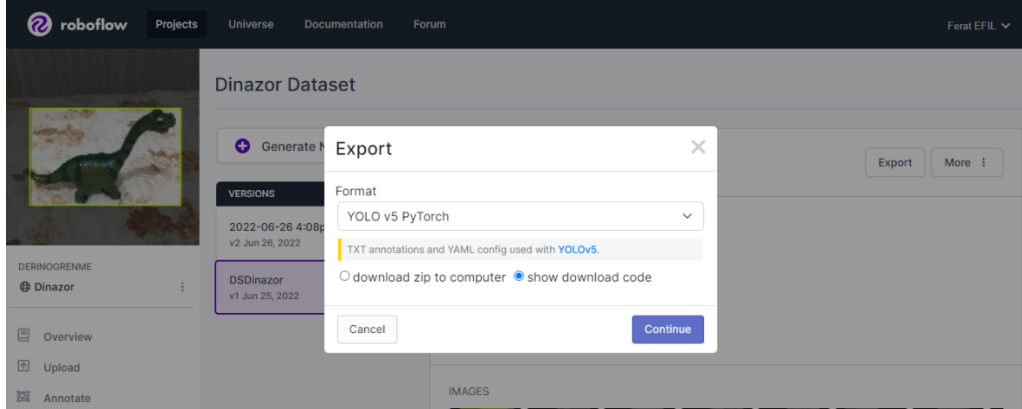 roboflow Projects Universe Documentation Forum Ferat EFIL
Dinazor Dataset
Generate N
Export More
VERSIONS
2022-06-26 4:08p
v2 Jun 26, 2022
DSDinazor
v1 Jun 25, 2022
DERINOGRENME
Dinazor
Overview
Upload
Annotate
Export
Format
YOLO v5 PyTorch
TXT annotations and YAML config used with YOLOv5.
download zip to computer show download code
Cancel Continue
IMAGES